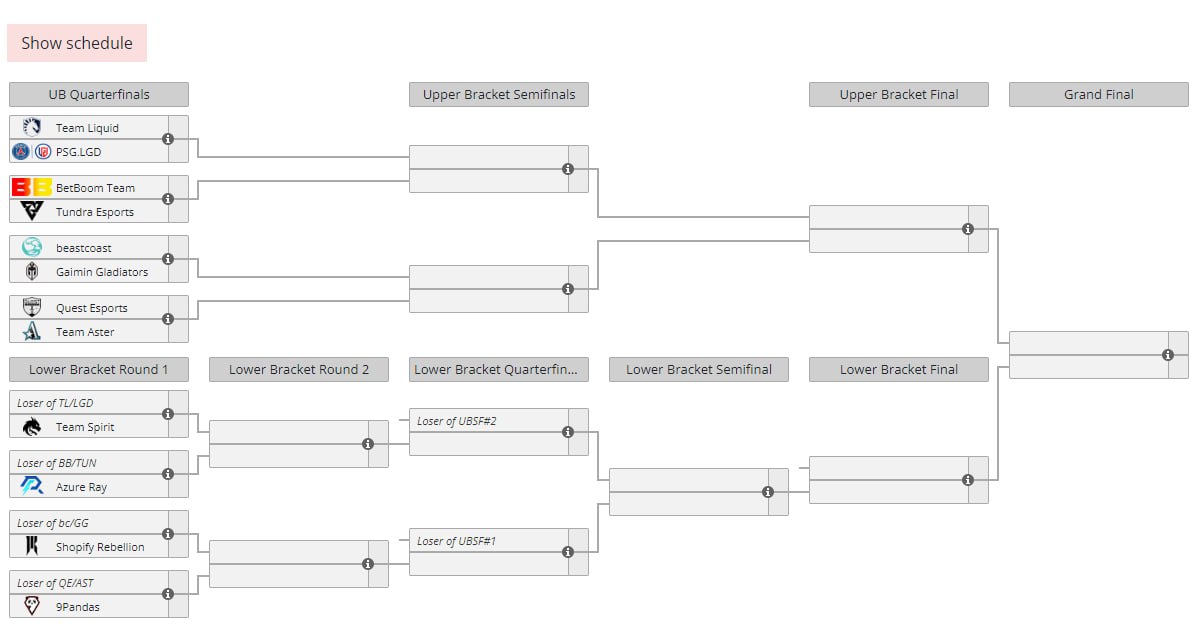 Show schedule
UB Quarterfinals
Upper Bracket Semifinals
Upper Bracket Final
Grand Final
Team Liquid
PSG.LGD
BetBoom Team
Tundra Esports
beastcoast
Gaimin Gladiators
Quest Esports
Team Aster
Lower Bracket Round 1
Lower Bracket Round 2
Lower Bracket Quarterfin...
Lower Bracket Semifinal
Lower Bracket Final
Loser of TL/LGD
Team Spirit
Loser of BB/TUN
Azure Ray
Loser of bc/GG
Shopify Rebellion
Loser of QE/AST
9Pandas
Loser of UBSF#2
Loser of UBSF#1